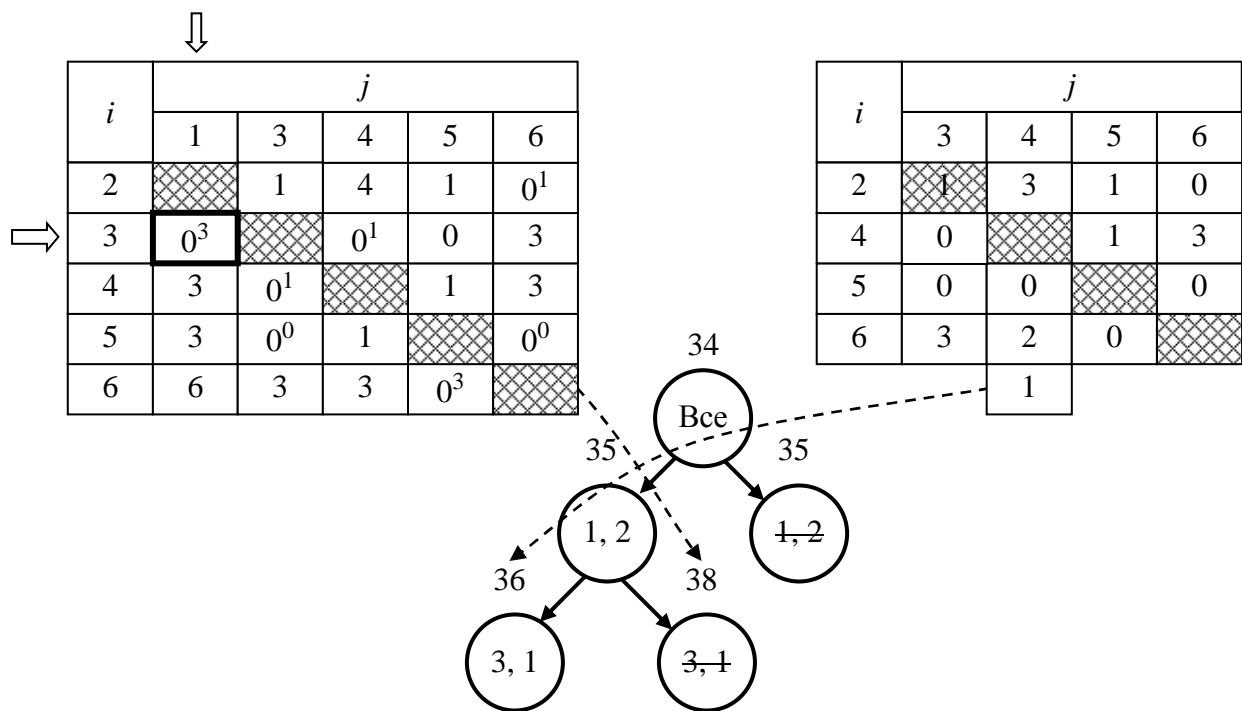 i j
1 3 4 5 6
2 1 4 1 0¹
3 0³ 0¹ 0 3
4 3 0¹ 1 3
5 3 0⁰ 1 0⁰
6 6 3 3 0³
i j
3 4 5 6
2 1 3 1 0
4 0 1 3
5 0 0 0
6 3 2 0
1
34
Все
35 35
1, 2 1, 2
36 38
3, 1 3, 1